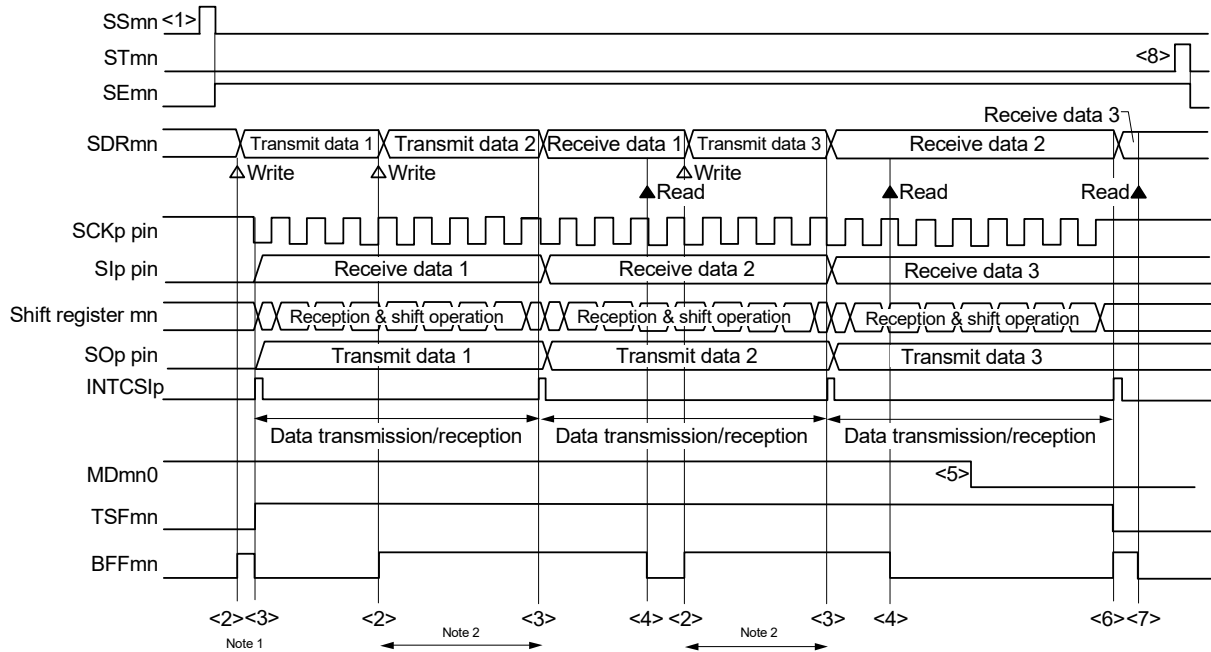 <1>
SSmn
STmn
<8>
SEmn
Receive data 3
SDRmn
Transmit data 1
Transmit data 2
Receive data 1
Transmit data 3
Receive data 2
Write
Write
Write
Read
Read
Read
SCKp pin
SIp pin
Receive data 1
Receive data 2
Receive data 3
Shift register mn
Reception & shift operation
Reception & shift operation
Reception & shift operation
SOp pin
Transmit data 1
Transmit data 2
Transmit data 3
INTCSIp
Data transmission/reception
Data transmission/reception
Data transmission/reception
MDmn0
<5>
TSFmn
BFFmn
<2>
<3>
<2>
<3>
<4>
<2>
<3>
<4>
<6>
<7>
Note 1
Note 2
Note 2